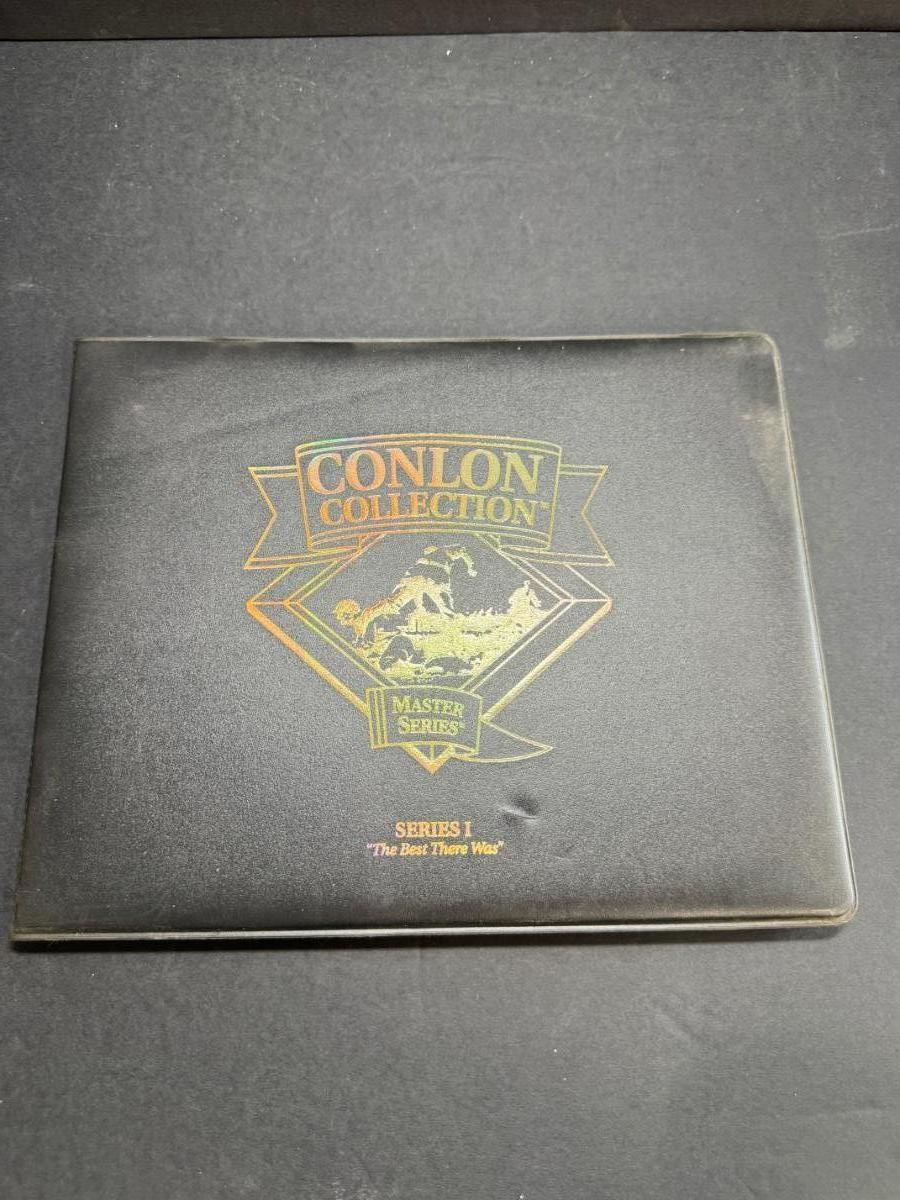 CONLON
COLLECTION™
MASTER
SERIES®
SERIES I
"The Best There Was"